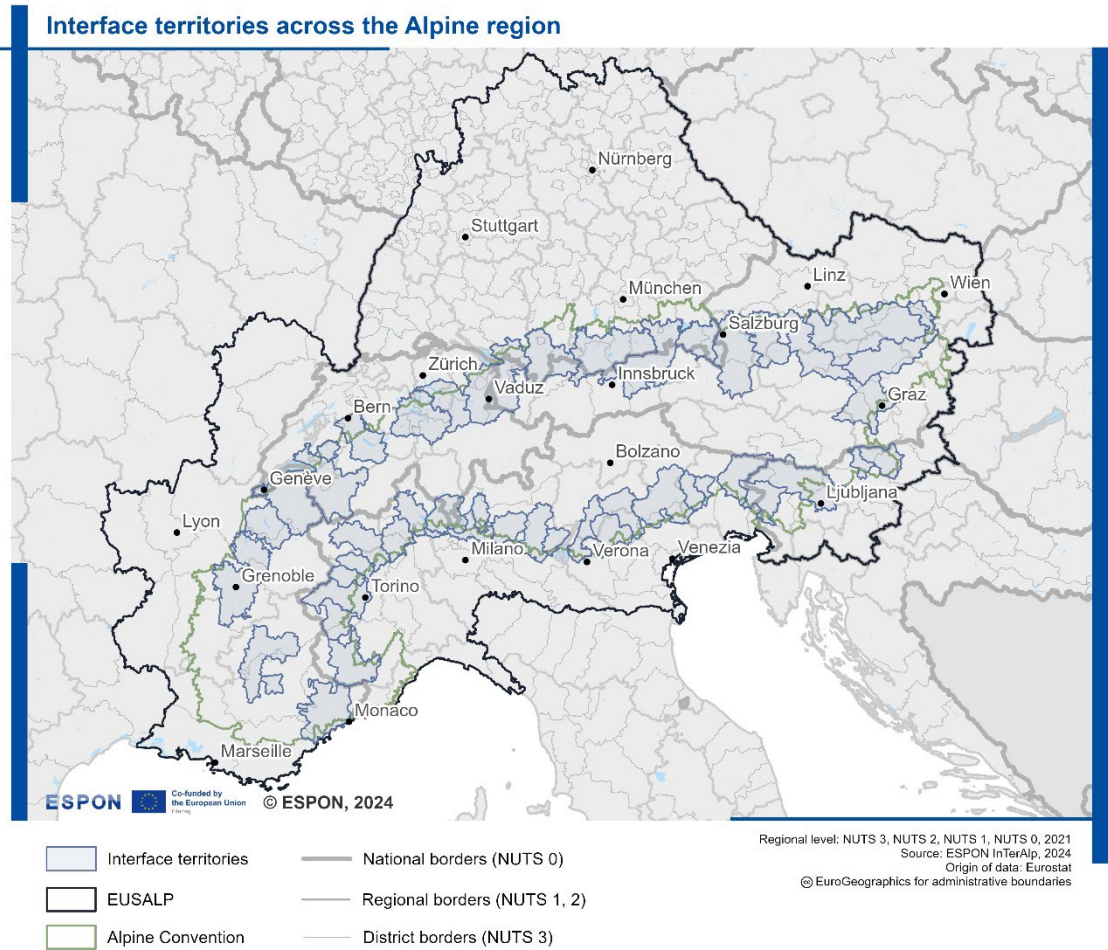 Interface territories across the Alpine region
Nürnberg
Stuttgart
München
Linz
Wien
Salzburg
Zürich
Innsbruck
Vaduz
Bern
Graz
Bolzano
Genève
Ljubljana
Lyon
Milano
Verona
Venezia
Grenoble
Torino
Monaco
Marseille
ESPON
Co-funded by
the European Union
Interreg
© ESPON, 2024
Regional level: NUTS 3, NUTS 2, NUTS 1, NUTS 0, 2021
Source: ESPON InTerAlp, 2024
Origin of data: Eurostat
cc EuroGeographics for administrative boundaries
Interface territories
National borders (NUTS 0)
EUSALP
Regional borders (NUTS 1, 2)
Alpine Convention
District borders (NUTS 3)